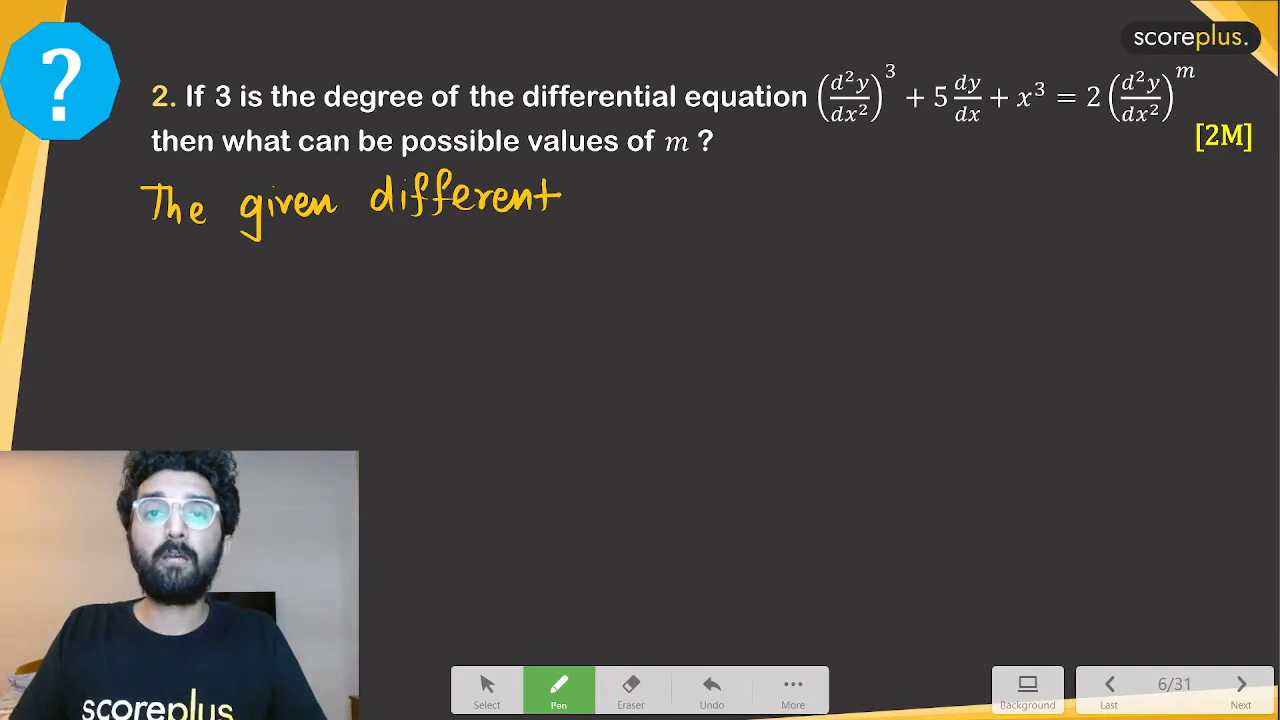 ?
scoreplus.
2. If 3 is the degree of the differential equation (d²y/dx²)³ + 5 dy/dx + x³ = 2 (d²y/dx²)ᵐ
then what can be possible values of m ?
[2M]
The given different
scoreplus
Select Pen Eraser Undo More
Background Last 6/31 Next